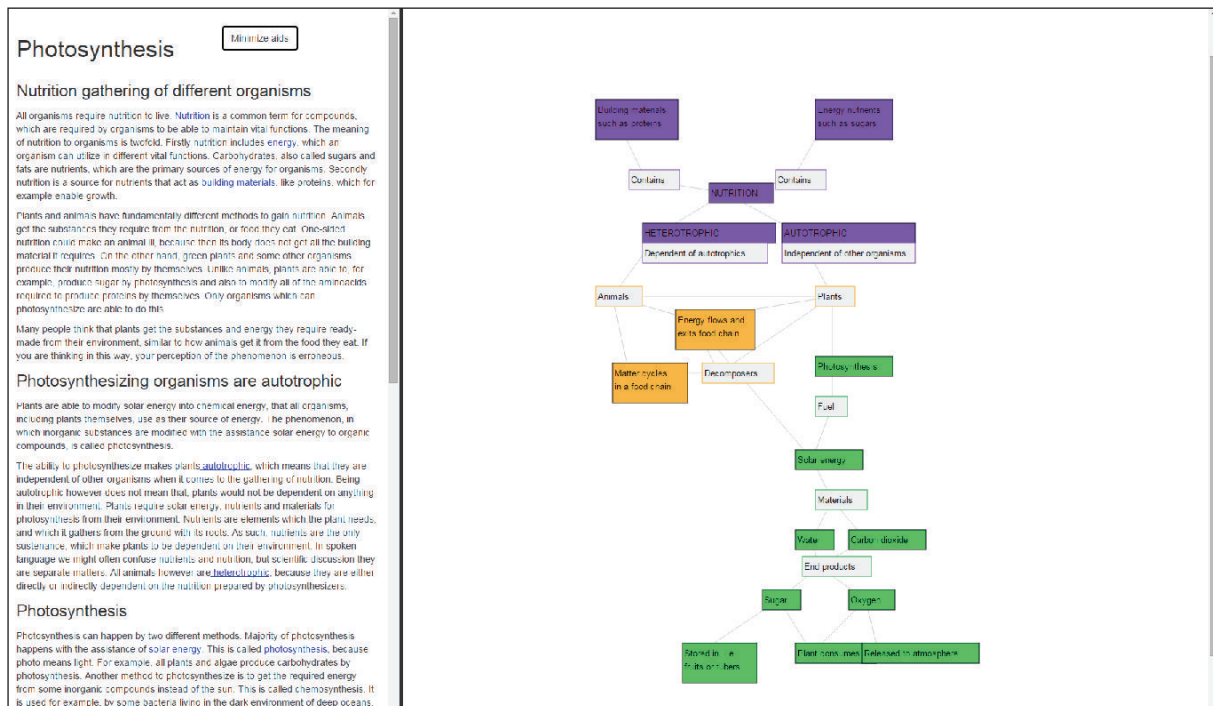 Photosynthesis
Minimize aids
Nutrition gathering of different organisms
All organisms require nutrition to live. Nutrition is a common term for compounds,
which are required by organisms to be able to maintain vital functions. The meaning
of nutrition to organisms is twofold. Firstly nutrition includes energy, which an
organism can utilize in different vital functions. Carbohydrates, also called sugars and
fats are nutrients, which are the primary sources of energy for organisms. Secondly
nutrition is a source for nutrients that act as building materials, like proteins, which for
example enable growth.
Plants and animals have fundamentally different methods to gain nutrition. Animals
get the substances they require from the nutrition, or food they eat. One-sided
nutrition could make an animal ill, because then its body does not get all the building
material it requires. On the other hand, green plants and some other organisms
produce their nutrition mostly by themselves. Unlike animals, plants are able to, for
example, produce sugar by photosynthesis and also to modify all of the aminoacids
required to produce proteins by themselves. Only organisms which can
photosynthesize are able to do this.
Many people think that plants get the substances and energy they require ready-
made from their environment, similar to how animals get it from the food they eat. If
you are thinking in this way, your perception of the phenomenon is erroneous.
Photosynthesizing organisms are autotrophic
Plants are able to modify solar energy into chemical energy, that all organisms,
including plants themselves, use as their source of energy. The phenomenon, in
which inorganic substances are modified with the assistance solar energy to organic
compounds, is called photosynthesis.
The ability to photosynthesize makes plants autotrophic, which means that they are
independent of other organisms when it comes to the gathering of nutrition. Being
autotrophic however does not mean that, plants would not be dependent on anything
in their environment. Plants require solar energy, nutrients and materials for
photosynthesis from their environment. Nutrients are elements which the plant needs,
and which it gathers from the ground with its roots. As such, nutrients are the only
sustenance, which make plants to be dependent on their environment. In spoken
language we might often confuse nutrients and nutrition, but scientific discussion they
are separate matters. All animals however are heterotrophic, because they are either
directly or indirectly dependent on the nutrition prepared by photosynthesizers.
Photosynthesis
Photosynthesis can happen by two different methods. Majority of photosynthesis
happens with the assistance of solar energy. This is called photosynthesis, because
photo means light. For example, all plants and algae produce carbohydrates by
photosynthesis. Another method to photosynthesize is to get the required energy
from some inorganic compounds instead of the sun. This is called chemosynthesis. It
is used for example, by some bacteria living in the dark environment of deep oceans.
Building materials
such as proteins
Energy nutrients
such as sugars
Contains
Contains
NUTRITION
HETEROTROPHIC
Dependent of autotrophics
AUTOTROPHIC
Independent of other organisms
Animals
Plants
Energy flows and
exits food chain
Matter cycles
in a food chain
Decomposers
Photosynthesis
Fuel
Solar energy
Materials
Water
Carbon dioxide
End products
Sugar
Oxygen
Stored in i.e.
fruits or tubers
Plant consumes
Released to atmosphere